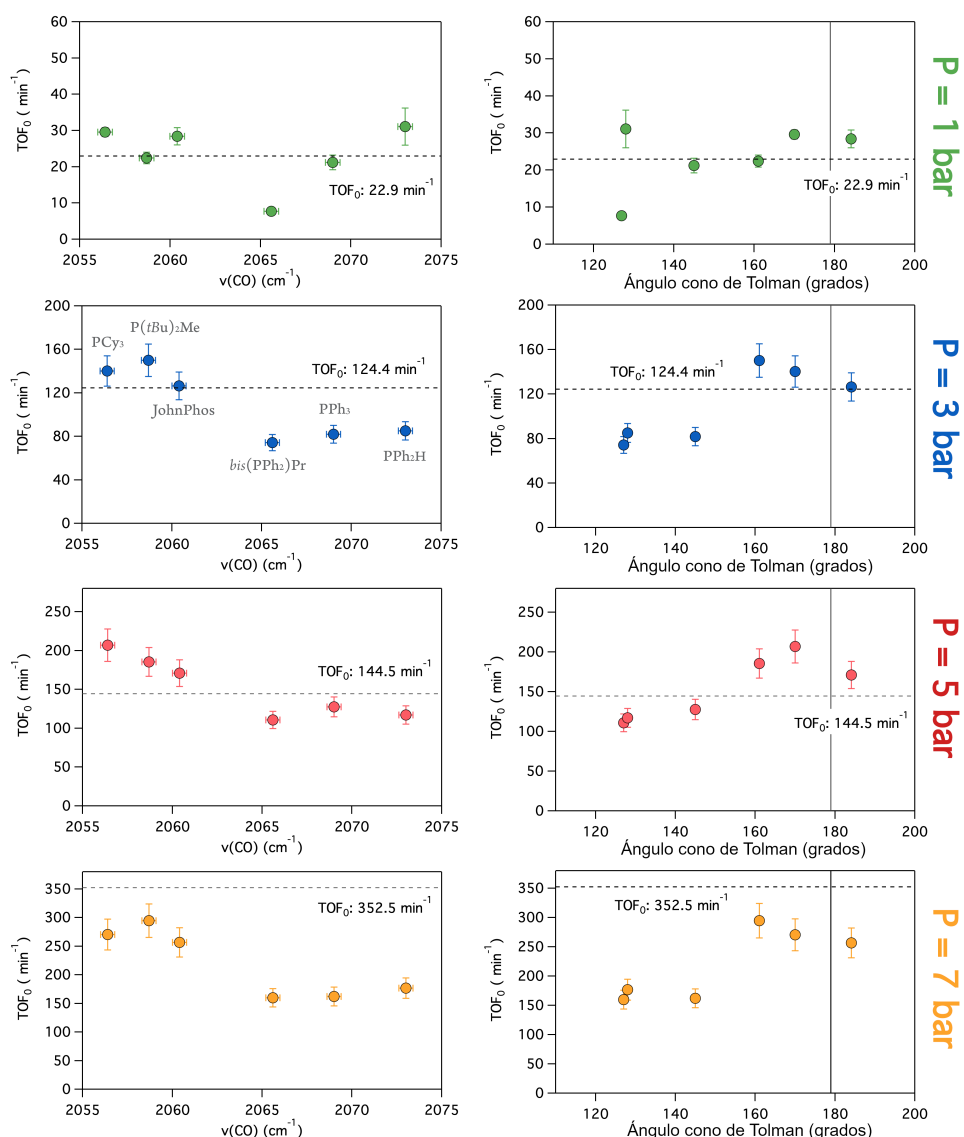 60
50
40
30
20
10
0
TOF₀ ( min⁻¹)
TOF₀: 22.9 min⁻¹
2055
2060
2065
2070
2075
ν(CO) (cm⁻¹)
60
50
40
30
20
10
0
TOF₀ ( min⁻¹)
TOF₀: 22.9 min⁻¹
120
140
160
180
200
Ángulo cono de Tolman (grados)
P = 1 bar
200
160
120
80
40
0
TOF₀ ( min⁻¹)
P(tBu)₂Me
PCy₃
TOF₀: 124.4 min⁻¹
JohnPhos
PPh₃
bis(PPh₂)Pr
PPh₂H
2055
2060
2065
2070
2075
ν(CO) (cm⁻¹)
200
160
120
80
40
0
TOF₀ ( min⁻¹)
TOF₀: 124.4 min⁻¹
120
140
160
180
200
Ángulo cono de Tolman (grados)
P = 3 bar
250
200
150
100
50
0
TOF₀ ( min⁻¹)
TOF₀: 144.5 min⁻¹
2055
2060
2065
2070
2075
ν(CO) (cm⁻¹)
250
200
150
100
50
0
TOF₀ ( min⁻¹)
TOF₀: 144.5 min⁻¹
120
140
160
180
200
Ángulo cono de Tolman (grados)
P = 5 bar
350
300
250
200
150
100
50
0
TOF₀ ( min⁻¹)
TOF₀: 352.5 min⁻¹
2055
2060
2065
2070
2075
ν(CO) (cm⁻¹)
350
300
250
200
150
100
50
0
TOF₀ ( min⁻¹)
TOF₀: 352.5 min⁻¹
120
140
160
180
200
Ángulo cono de Tolman (grados)
P = 7 bar